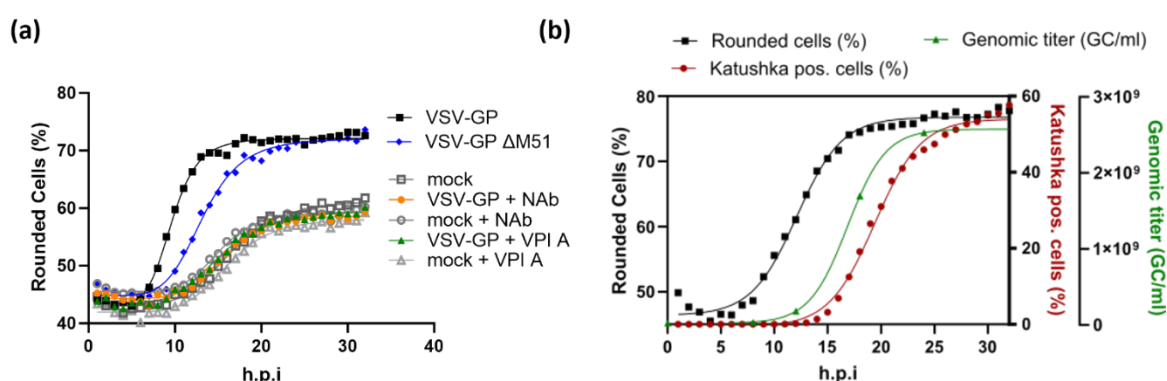 (a)
80
70
60
50
40
Rounded Cells (%)
0
10
20
30
40
h.p.i
VSV-GP
VSV-GP ΔM51
mock
VSV-GP + NAb
mock + NAb
VSV-GP + VPI A
mock + VPI A
(b)
Rounded cells (%)
Katushka pos. cells (%)
Genomic titer (GC/ml)
80
70
60
50
Rounded Cells (%)
0
5
10
15
20
25
30
h.p.i
60
40
20
0
Katushka pos. cells
(%)
3×10⁹
2×10⁹
1×10⁹
0
Genomic titer (GC/ml)